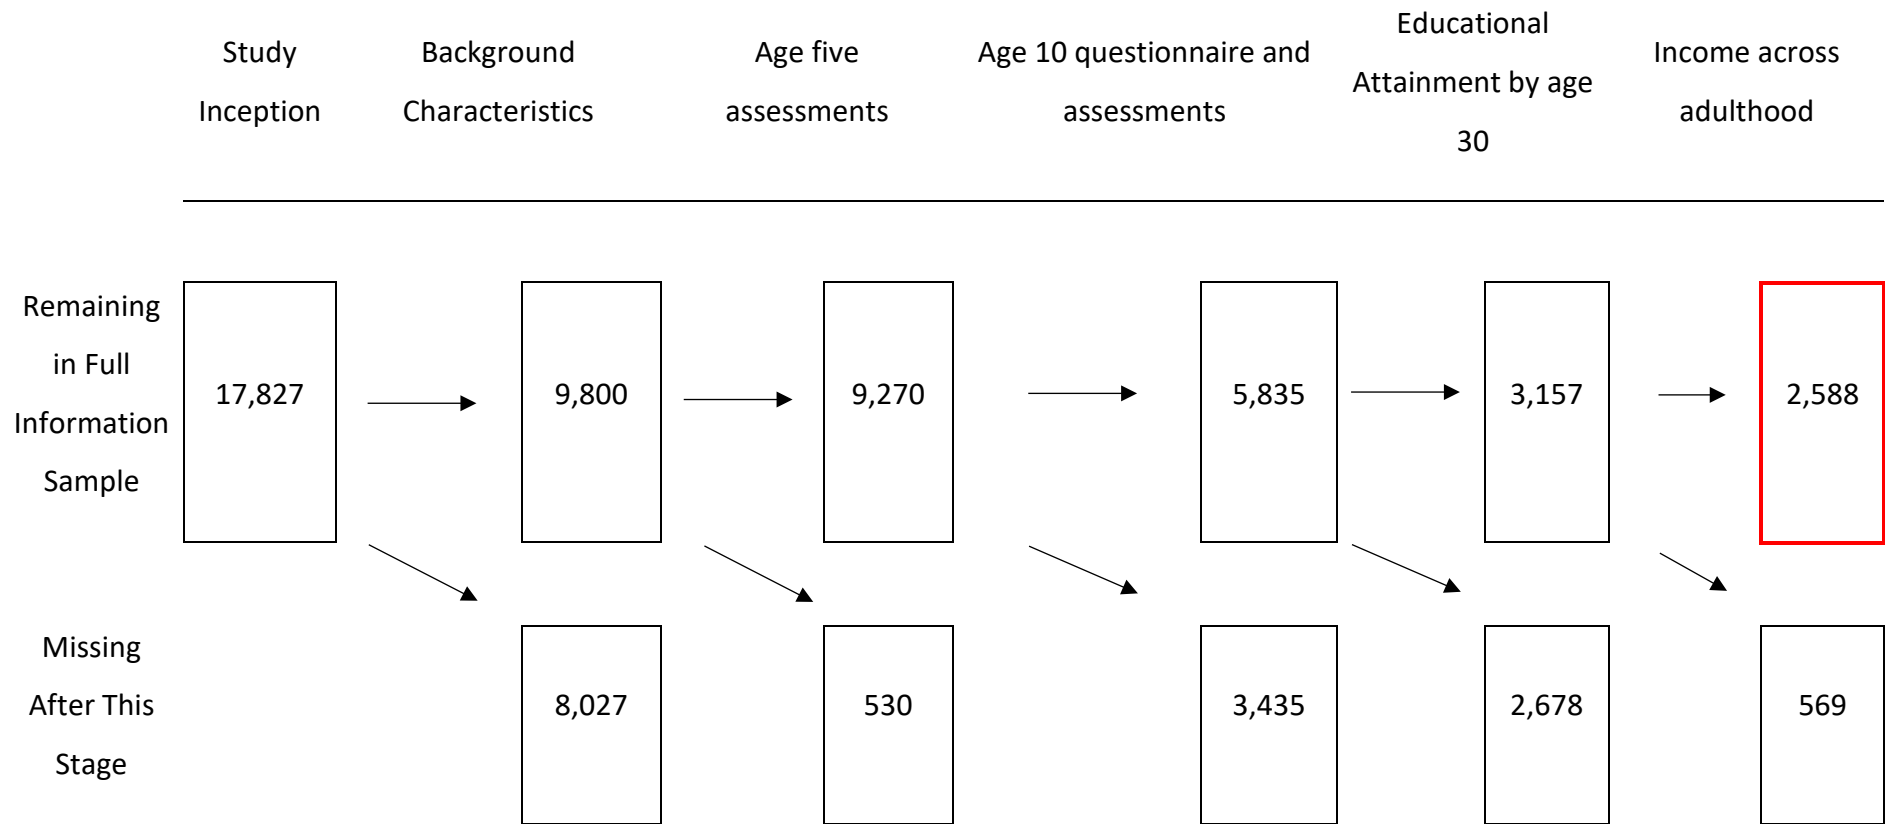 Study
Inception
Background
Characteristics
Age five
assessments
Age 10 questionnaire and
assessments
Educational
Attainment by age
30
Income across
adulthood
Remaining
in Full
Information
Sample
17,827
9,800
9,270
5,835
3,157
2,588
Missing
After This
Stage
8,027
530
3,435
2,678
569